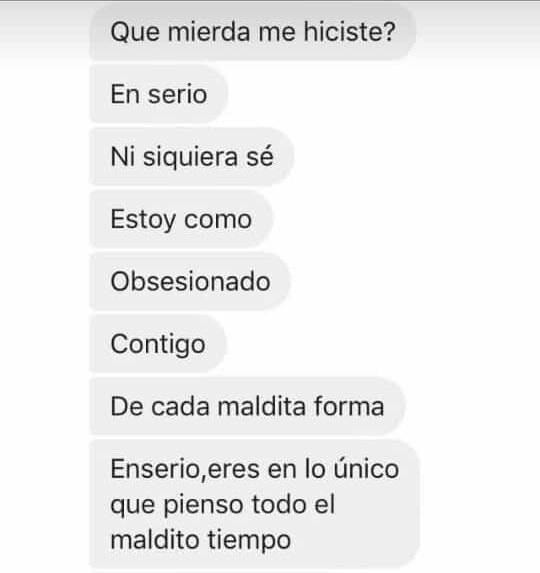 Que mierda me hiciste?
En serio
Ni siquiera sé
Estoy como
Obsesionado
Contigo
De cada maldita forma
Enserio,eres en lo único
que pienso todo el
maldito tiempo